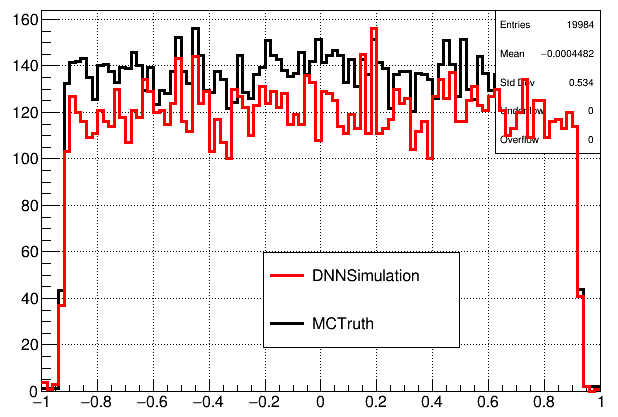 160
140
120
100
80
60
40
20
0
−1 −0.8 −0.6 −0.4 −0.2 0 0.2 0.4 0.6 0.8 1
Entries 19984
Mean −0.0004482
Std Dev 0.534
Underflow 0
Overflow 0
DNNSimulation
MCTruth